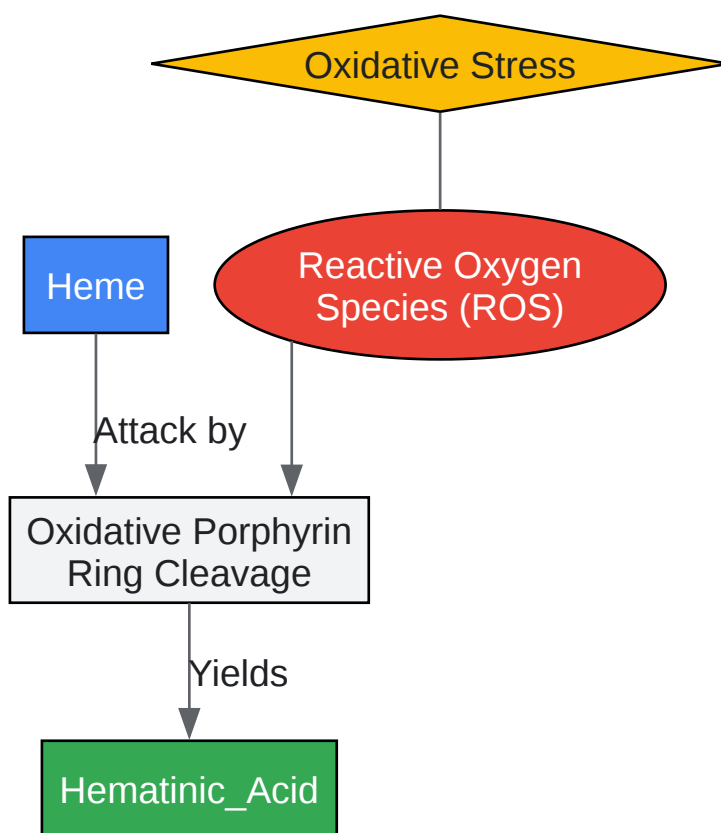 Oxidative Stress
Heme
Reactive Oxygen
Species (ROS)
Attack by
Oxidative Porphyrin
Ring Cleavage
Yields
Hematinic_Acid